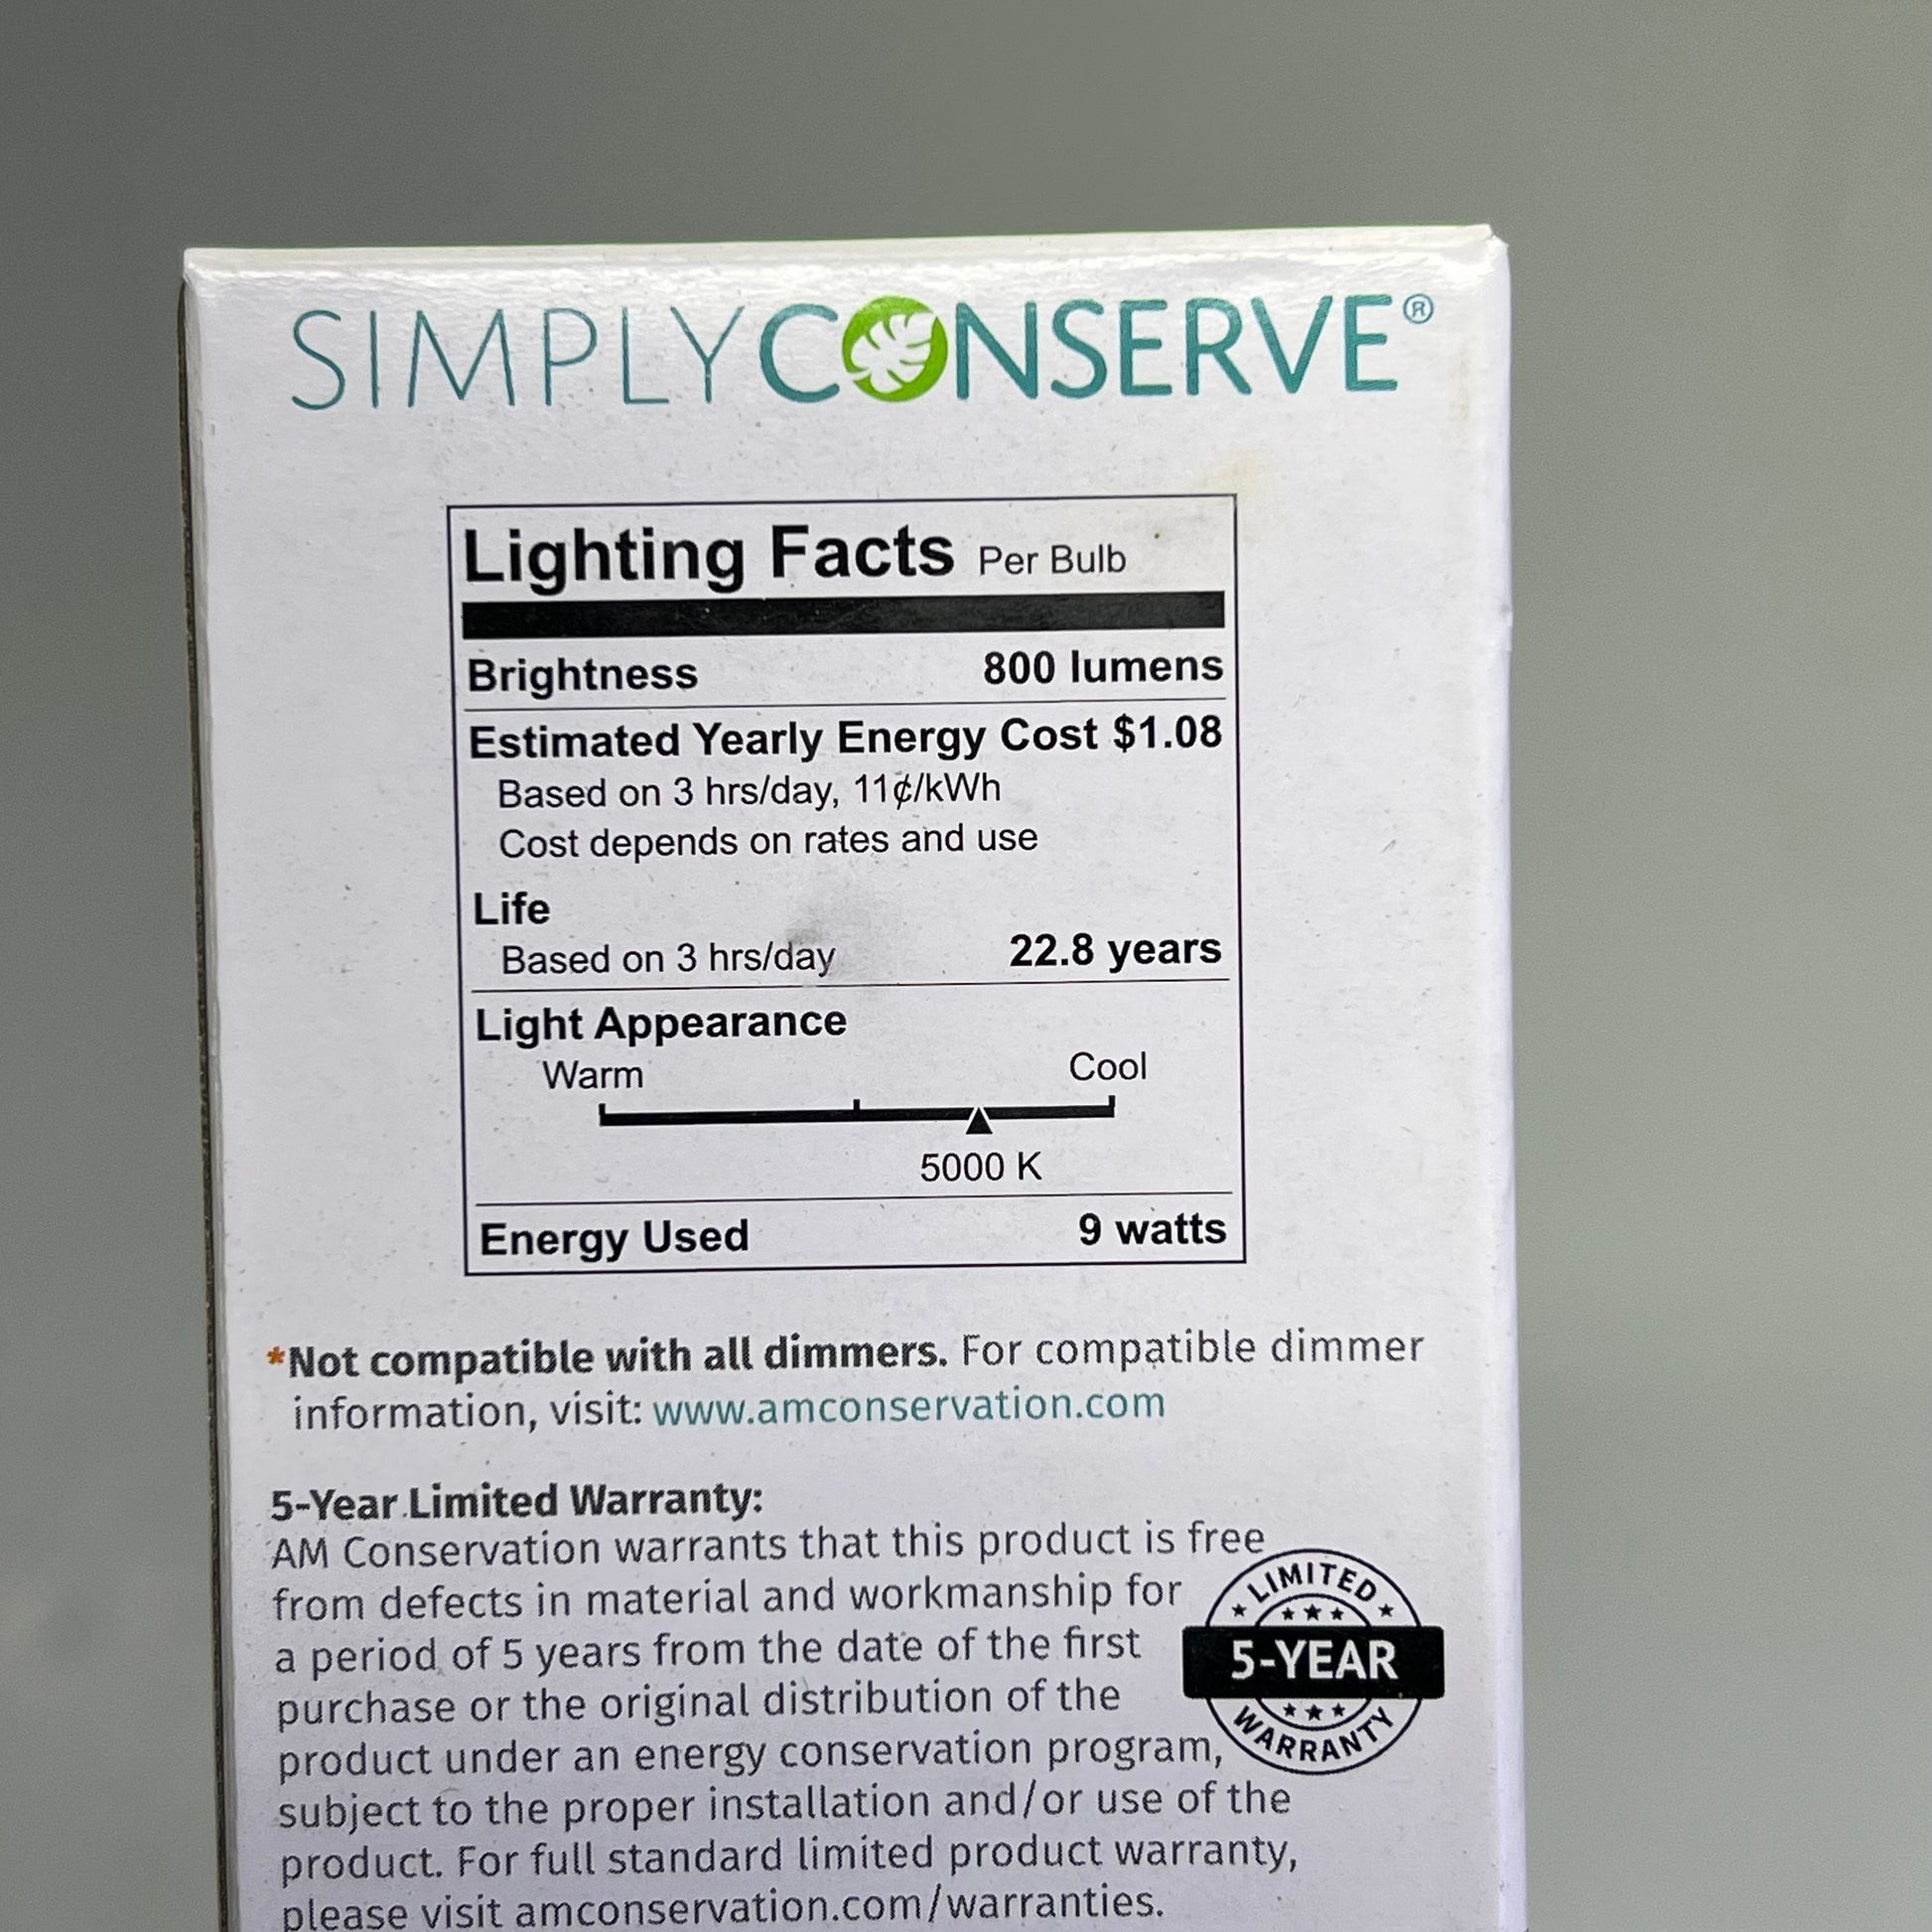 SIMPLYCONSERVE®
Lighting Facts Per Bulb
Brightness 800 lumens
Estimated Yearly Energy Cost $1.08
Based on 3 hrs/day, 11¢/kWh
Cost depends on rates and use
Life
Based on 3 hrs/day 22.8 years
Light Appearance
Warm Cool
5000 K
Energy Used 9 watts
*Not compatible with all dimmers. For compatible dimmer
information, visit: www.amconservation.com
5-Year Limited Warranty:
AM Conservation warrants that this product is free
from defects in material and workmanship for
a period of 5 years from the date of the first
purchase or the original distribution of the
product under an energy conservation program,
subject to the proper installation and/or use of the
product. For full standard limited product warranty,
please visit amconservation.com/warranties.
LIMITED
5-YEAR
WARRANTY